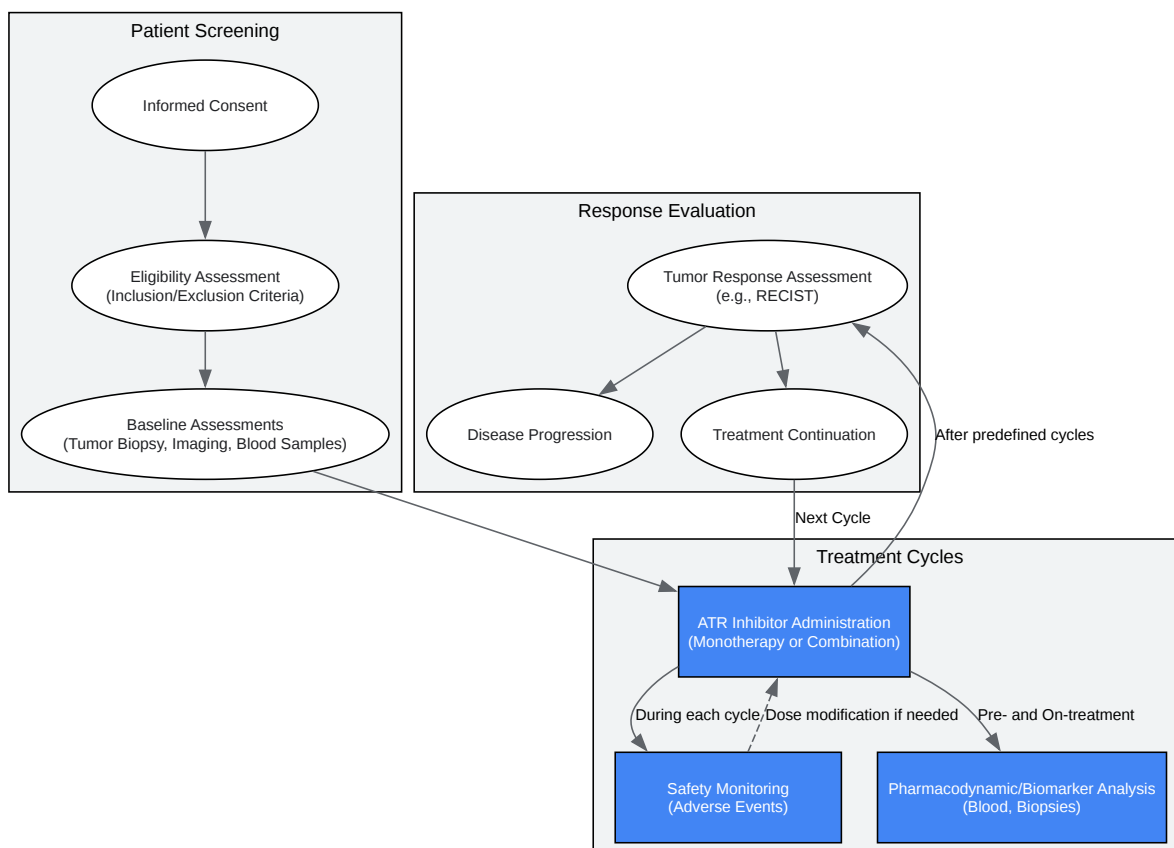 Patient Screening
Informed Consent
Eligibility Assessment
(Inclusion/Exclusion Criteria)
Baseline Assessments
(Tumor Biopsy, Imaging, Blood Samples)
Response Evaluation
Tumor Response Assessment
(e.g., RECIST)
Disease Progression
Treatment Continuation
After predefined cycles
Next Cycle
Treatment Cycles
ATR Inhibitor Administration
(Monotherapy or Combination)
During each cycle
Dose modification if needed
Pre- and On-treatment
Safety Monitoring
(Adverse Events)
Pharmacodynamic/Biomarker Analysis
(Blood, Biopsies)